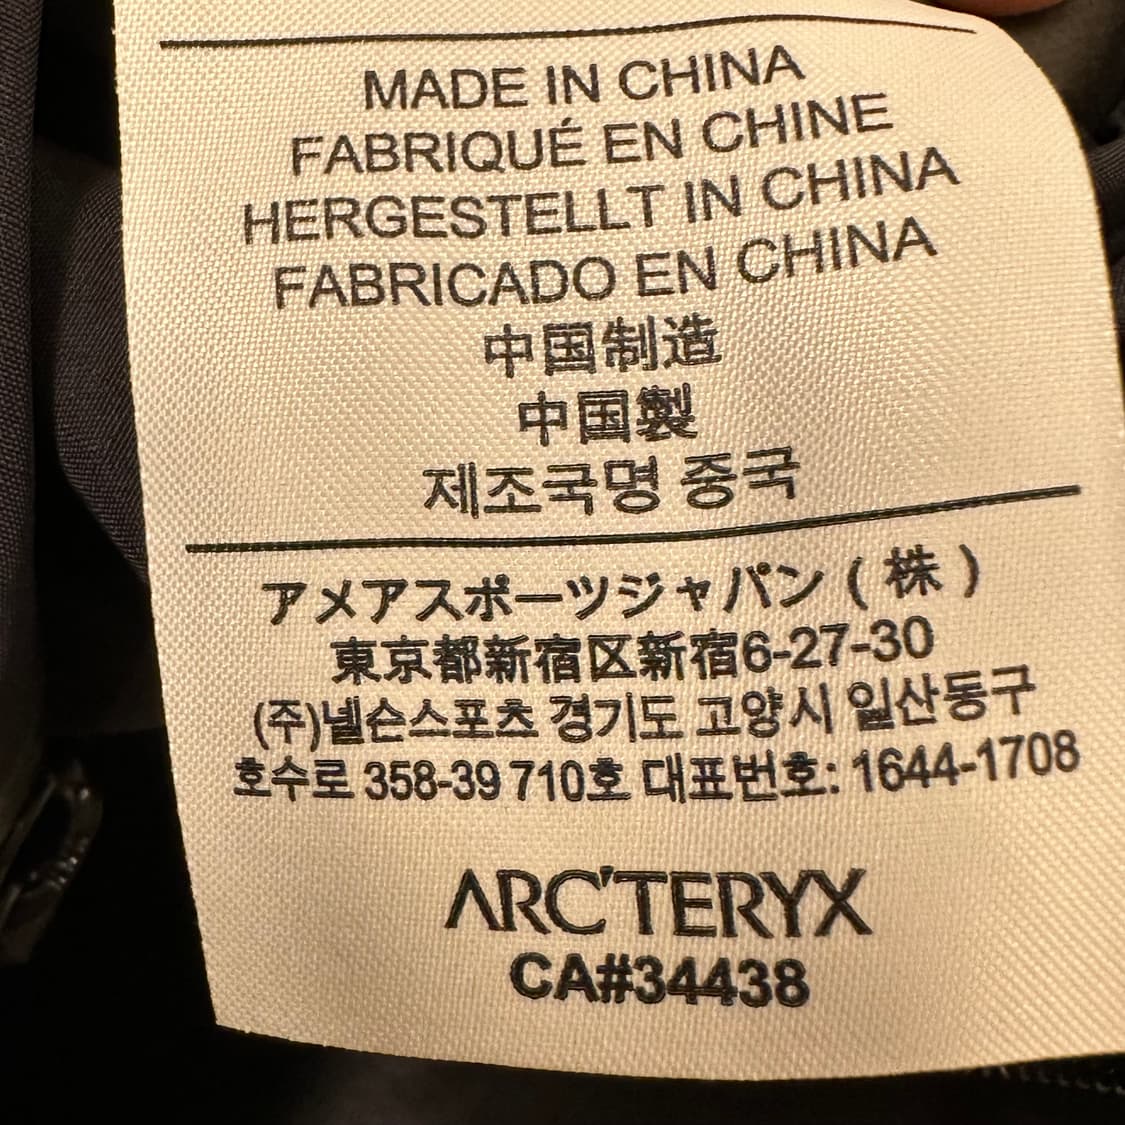 MADE IN CHINA
FABRIQUÉ EN CHINE
HERGESTELLT IN CHINA
FABRICADO EN CHINA
中国制造
中国製
제조국명 중국
アメアスポーツジャパン ( 株 )
東京都新宿区新宿6-27-30
(주)넬슨스포츠 경기도 고양시 일산동구
호수로 358-39 710호 대표번호: 1644-1708
ARC'TERYX
CA#34438